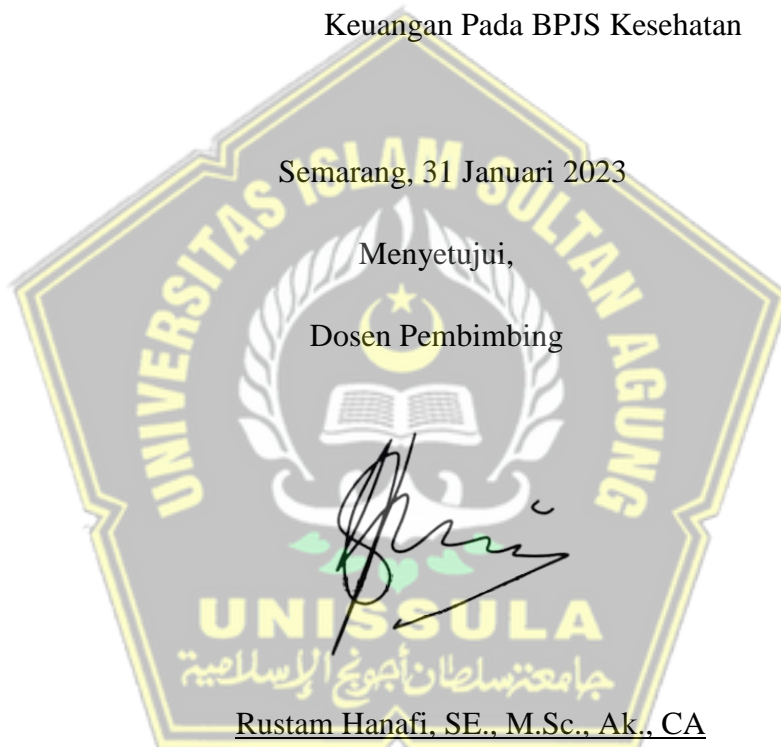 Keuangan Pada BPJS Kesehatan
Semarang, 31 Januari 2023
Menyetujui,
Dosen Pembimbing
UNIVERSITAS ISLAM SULTAN AGUNG
UNISSULA
جامعة سلطان أجونج الإسلامية
Rustam Hanafi, SE., M.Sc., Ak., CA